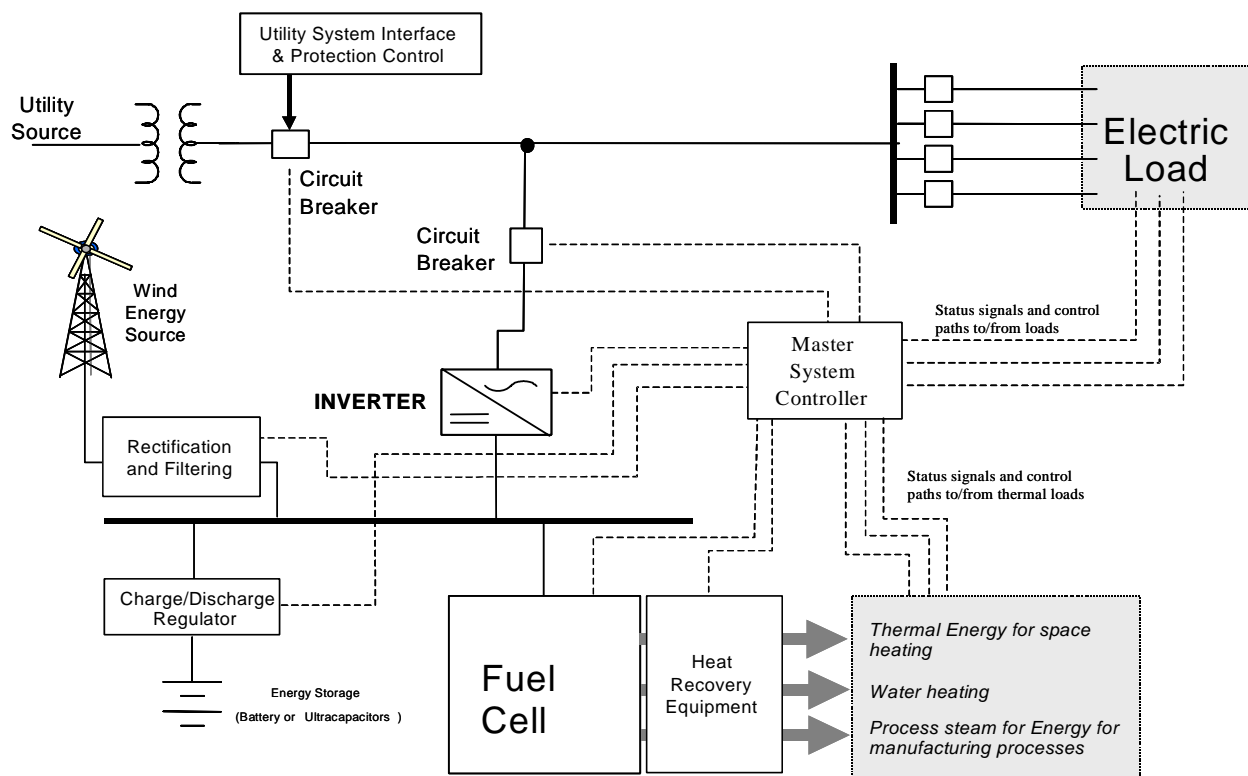 Utility System Interface
& Protection Control
Utility
Source
Circuit
Breaker
Electric
Load
Circuit
Breaker
Wind
Energy
Source
Status signals and control
paths to/from loads
Master
System
Controller
INVERTER
Rectification
and Filtering
Status signals and control
paths to/from thermal loads
Charge/Discharge
Regulator
Energy Storage
(Battery or Ultracapacitors )
Fuel
Cell
Heat
Recovery
Equipment
Thermal Energy for space
heating
Water heating
Process steam for Energy for
manufacturing processes